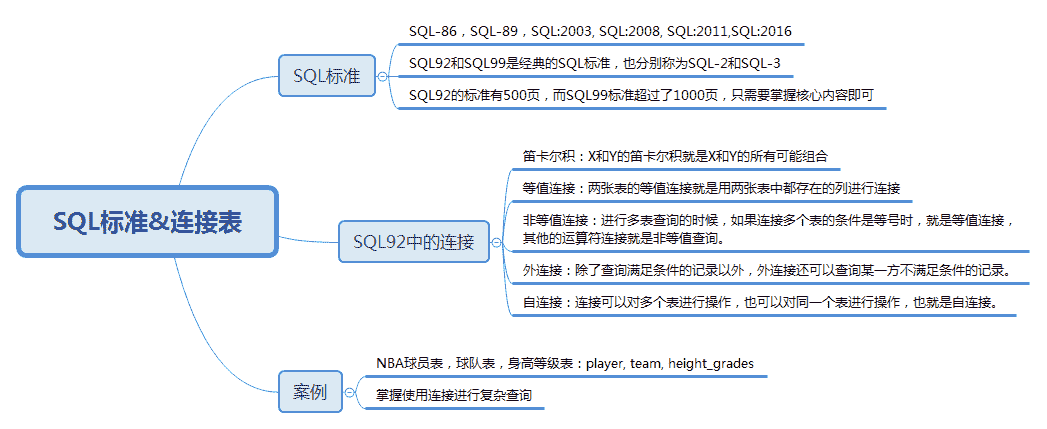 SQL标准&连接表
SQL标准
SQL-86，SQL-89，SQL:2003, SQL:2008, SQL:2011,SQL:2016
SQL92和SQL99是经典的SQL标准，也分别称为SQL-2和SQL-3
SQL92的标准有500页，而SQL99标准超过了1000页，只需要掌握核心内容即可
SQL92中的连接
笛卡尔积：X和Y的笛卡尔积就是X和Y的所有可能组合
等值连接：两张表的等值连接就是用两张表中都存在的列进行连接
非等值连接：进行多表查询的时候，如果连接多个表的条件是等号时，就是等值连接，
其他的运算符连接就是非等值查询。
外连接：除了查询满足条件的记录以外，外连接还可以查询某一方不满足条件的记录。
自连接：连接可以对多个表进行操作，也可以对同一个表进行操作，也就是自连接。
案例
NBA球员表，球队表，身高等级表：player, team, height_grades
掌握使用连接进行复杂查询